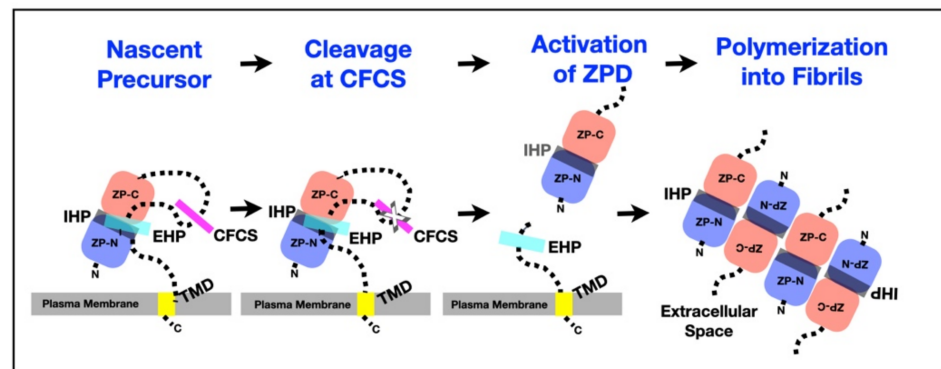 Nascent
Precursor
Cleavage
at CFCS
Activation
of ZPD
Polymerization
into Fibrils
ZP-C
IHP
ZP-N
EHP
CFCS
N
TMD
Plasma Membrane
C
ZP-C
IHP
ZP-N
EHP
CFCS
N
TMD
Plasma Membrane
C
ZP-C
IHP
ZP-N
N
EHP
TMD
Plasma Membrane
C
ZP-C
IHP
N
ZP-N
ZP-N
ZP-C
ZP-C
N
N
ZP-N
ZP-N
IHP
ZP-C
N
Extracellular
Space